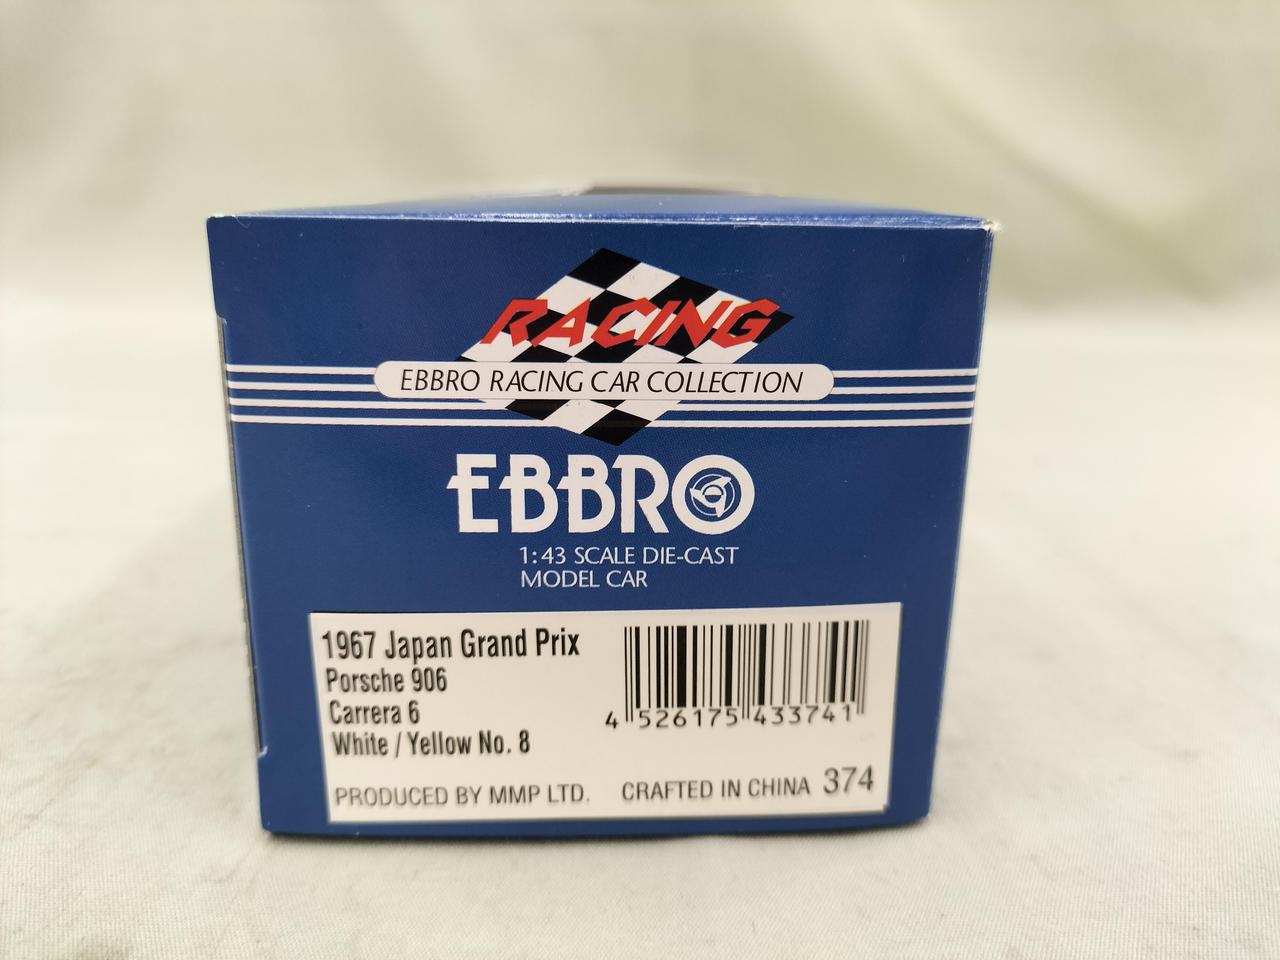 RACING
EBBRO RACING CAR COLLECTION
EBBRO
1:43 SCALE DIE-CAST
MODEL CAR
1967 Japan Grand Prix
Porsche 906
Carrera 6
White / Yellow No. 8
4 526175 433741
PRODUCED BY MMP LTD. CRAFTED IN CHINA 374